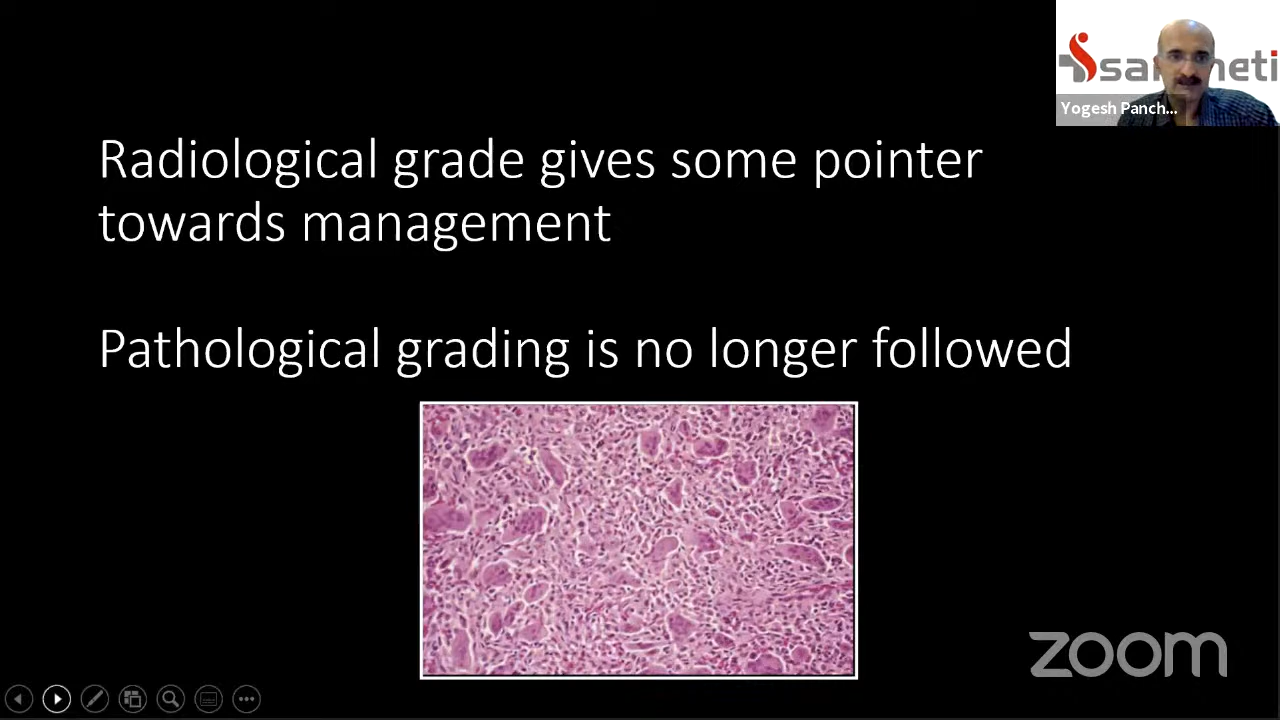 Radiological grade gives some pointer
towards management
Pathological grading is no longer followed
Yogesh Panch...
zoom